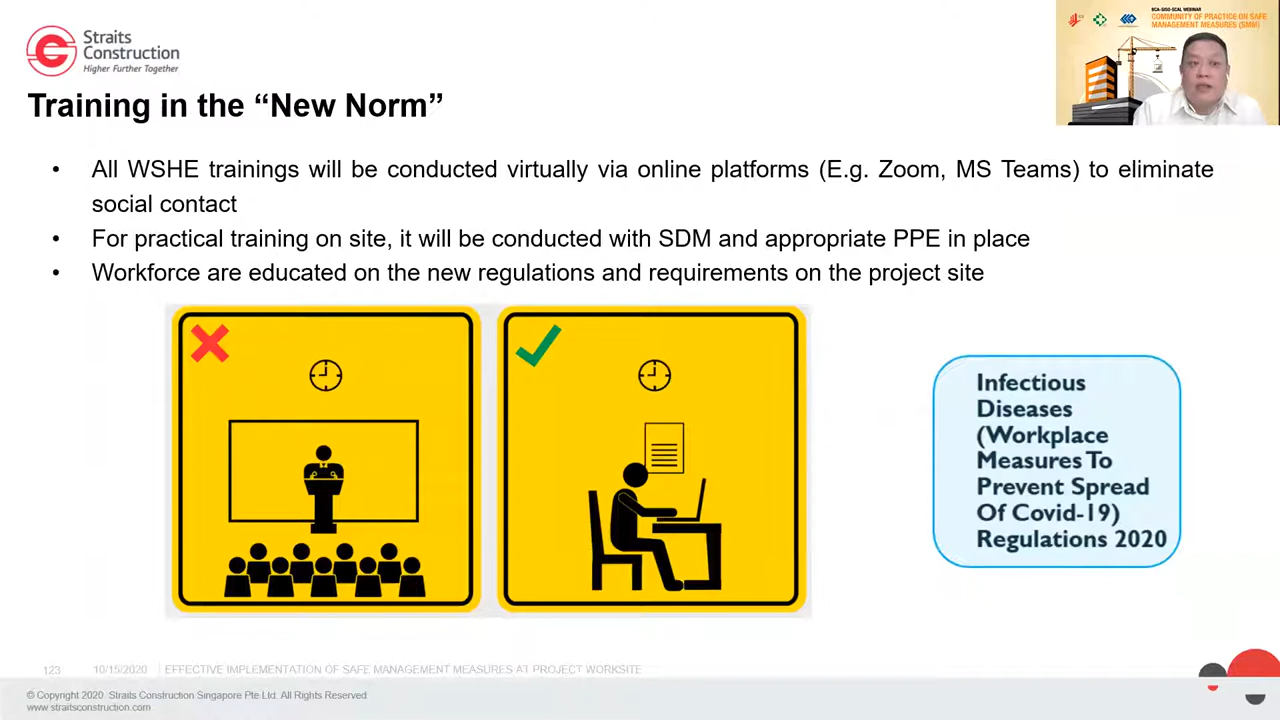 Straits
Construction
Higher Further Together
BCA-SISO-SCAL WEBINAR
COMMUNITY OF PRACTICE ON SAFE
MANAGEMENT MEASURES (SMM)
Training in the “New Norm”
• All WSHE trainings will be conducted virtually via online platforms (E.g. Zoom, MS Teams) to eliminate
social contact
• For practical training on site, it will be conducted with SDM and appropriate PPE in place
• Workforce are educated on the new regulations and requirements on the project site
Infectious
Diseases
(Workplace
Measures To
Prevent Spread
Of Covid-19)
Regulations 2020
123
10/15/2020
EFFECTIVE IMPLEMENTATION OF SAFE MANAGEMENT MEASURES AT PROJECT WORKSITE
© Copyright 2020 Straits Construction Singapore Pte Ltd. All Rights Reserved
www.straitsconstruction.com